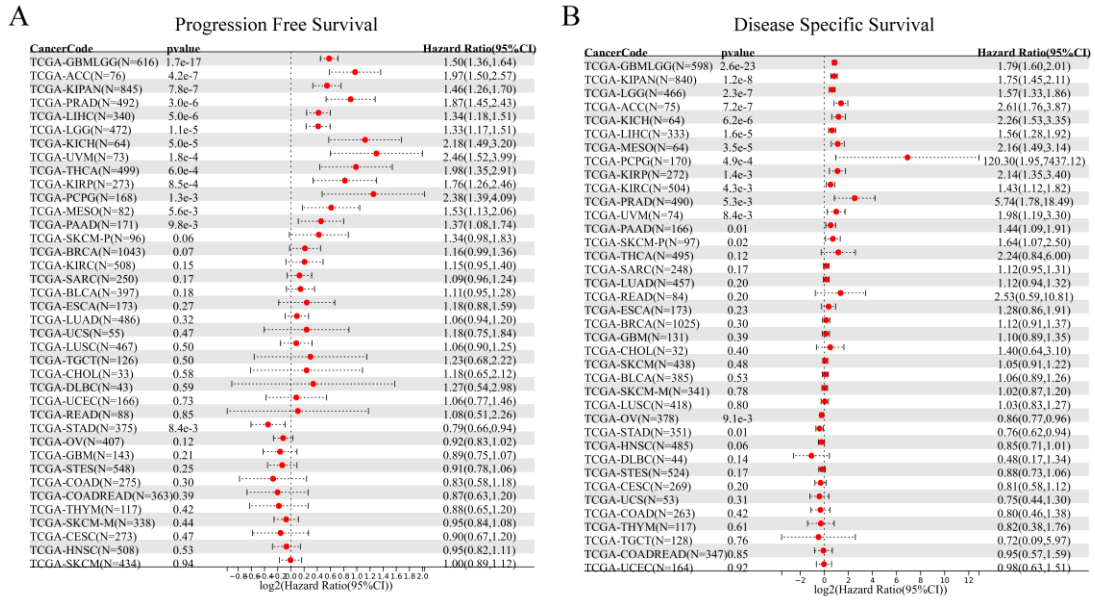 A
Progression Free Survival
CancerCode pvalue Hazard Ratio(95%CI)
TCGA-GBMLGG(N=616) 1.7e-17 1.50(1.36,1.64)
TCGA-ACC(N=76) 4.2e-7 1.97(1.50,2.57)
TCGA-KIPAN(N=845) 7.8e-7 1.46(1.26,1.70)
TCGA-PRAD(N=492) 3.0e-6 1.87(1.45,2.43)
TCGA-LIHC(N=340) 5.0e-6 1.34(1.18,1.51)
TCGA-LGG(N=472) 1.1e-5 1.33(1.17,1.51)
TCGA-KICH(N=64) 5.0e-5 2.18(1.49,3.20)
TCGA-UVM(N=73) 1.8e-4 2.46(1.52,3.99)
TCGA-THCA(N=499) 6.0e-4 1.98(1.35,2.91)
TCGA-KIRP(N=273) 8.5e-4 1.76(1.26,2.46)
TCGA-PCPG(N=168) 1.3e-3 2.38(1.39,4.09)
TCGA-MESO(N=82) 5.6e-3 1.53(1.13,2.06)
TCGA-PAAD(N=171) 9.8e-3 1.37(1.08,1.74)
TCGA-SKCM-P(N=96) 0.06 1.34(0.98,1.83)
TCGA-BRCA(N=1043) 0.07 1.16(0.99,1.36)
TCGA-KIRC(N=508) 0.15 1.15(0.95,1.40)
TCGA-SARC(N=250) 0.17 1.09(0.96,1.24)
TCGA-BLCA(N=397) 0.18 1.11(0.95,1.28)
TCGA-ESCA(N=173) 0.27 1.18(0.88,1.59)
TCGA-LUAD(N=486) 0.32 1.06(0.94,1.20)
TCGA-UCS(N=55) 0.47 1.18(0.75,1.84)
TCGA-LUSC(N=467) 0.50 1.06(0.90,1.25)
TCGA-TGCT(N=126) 0.50 1.23(0.68,2.22)
TCGA-CHOL(N=33) 0.58 1.18(0.65,2.12)
TCGA-DLBC(N=43) 0.59 1.27(0.54,2.98)
TCGA-UCEC(N=166) 0.73 1.06(0.77,1.46)
TCGA-READ(N=88) 0.85 1.08(0.51,2.26)
TCGA-STAD(N=375) 8.4e-3 0.79(0.66,0.94)
TCGA-OV(N=407) 0.12 0.92(0.83,1.02)
TCGA-GBM(N=143) 0.21 0.89(0.75,1.07)
TCGA-STES(N=548) 0.25 0.91(0.78,1.06)
TCGA-COAD(N=275) 0.30 0.83(0.58,1.18)
TCGA-COADREAD(N=363) 0.39 0.87(0.63,1.20)
TCGA-THYM(N=117) 0.42 0.88(0.65,1.20)
TCGA-SKCM-M(N=338) 0.44 0.95(0.84,1.08)
TCGA-CESC(N=273) 0.47 0.90(0.67,1.20)
TCGA-HNSC(N=508) 0.53 0.95(0.82,1.11)
TCGA-SKCM(N=434) 0.94 1.00(0.89,1.12)
-0.8-0.6-0.4-0.2 0.0 0.2 0.4 0.6 0.8 1.0 1.2 1.4 1.6 1.8 2.0
log2(Hazard Ratio(95%CI))
B
Disease Specific Survival
CancerCode pvalue Hazard Ratio(95%CI)
TCGA-GBMLGG(N=598) 2.6e-23 1.79(1.60,2.01)
TCGA-KIPAN(N=840) 1.2e-8 1.75(1.45,2.11)
TCGA-LGG(N=466) 2.3e-7 1.57(1.33,1.86)
TCGA-ACC(N=75) 7.2e-7 2.61(1.76,3.87)
TCGA-KICH(N=64) 6.2e-6 2.26(1.53,3.35)
TCGA-LIHC(N=333) 1.6e-5 1.56(1.28,1.92)
TCGA-MESO(N=64) 3.5e-5 2.16(1.49,3.14)
TCGA-PCPG(N=170) 4.9e-4 120.30(1.95,7437.12)
TCGA-KIRP(N=272) 1.4e-3 2.14(1.35,3.40)
TCGA-KIRC(N=504) 4.3e-3 1.43(1.12,1.82)
TCGA-PRAD(N=490) 5.3e-3 5.74(1.78,18.49)
TCGA-UVM(N=74) 8.4e-3 1.98(1.19,3.30)
TCGA-PAAD(N=166) 0.01 1.44(1.09,1.91)
TCGA-SKCM-P(N=97) 0.02 1.64(1.07,2.50)
TCGA-THCA(N=495) 0.12 2.24(0.84,6.00)
TCGA-SARC(N=248) 0.17 1.12(0.95,1.31)
TCGA-LUAD(N=457) 0.20 1.12(0.94,1.32)
TCGA-READ(N=84) 0.20 2.53(0.59,10.81)
TCGA-ESCA(N=173) 0.23 1.28(0.86,1.91)
TCGA-BRCA(N=1025) 0.30 1.12(0.91,1.37)
TCGA-GBM(N=131) 0.39 1.10(0.89,1.35)
TCGA-CHOL(N=32) 0.40 1.40(0.64,3.10)
TCGA-SKCM(N=438) 0.48 1.05(0.91,1.22)
TCGA-BLCA(N=385) 0.53 1.06(0.89,1.26)
TCGA-SKCM-M(N=341) 0.78 1.02(0.87,1.20)
TCGA-LUSC(N=418) 0.80 1.03(0.83,1.27)
TCGA-OV(N=378) 9.1e-3 0.86(0.77,0.96)
TCGA-STAD(N=351) 0.01 0.76(0.62,0.94)
TCGA-HNSC(N=485) 0.06 0.85(0.71,1.01)
TCGA-DLBC(N=44) 0.14 0.48(0.17,1.34)
TCGA-STES(N=524) 0.17 0.88(0.73,1.06)
TCGA-CESC(N=269) 0.20 0.81(0.58,1.12)
TCGA-UCS(N=53) 0.31 0.75(0.44,1.30)
TCGA-COAD(N=263) 0.42 0.80(0.46,1.38)
TCGA-THYM(N=117) 0.61 0.82(0.38,1.76)
TCGA-TGCT(N=128) 0.76 0.72(0.09,5.97)
TCGA-COADREAD(N=347) 0.85 0.95(0.57,1.59)
TCGA-UCEC(N=164) 0.92 0.98(0.63,1.51)
-2 0 2 4 6 8 10 12
log2(Hazard Ratio(95%CI))